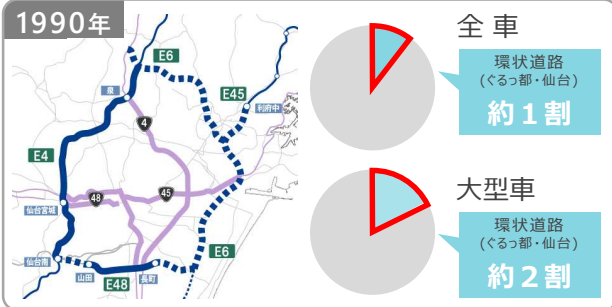 1990年
E6
E45
利府中
泉
4
E4
48
45
仙台宮城
E6
仙台南
山田
長町
E48
全 車
環状道路
(ぐるっ都・仙台)
約１割
大型車
環状道路
(ぐるっ都・仙台)
約２割